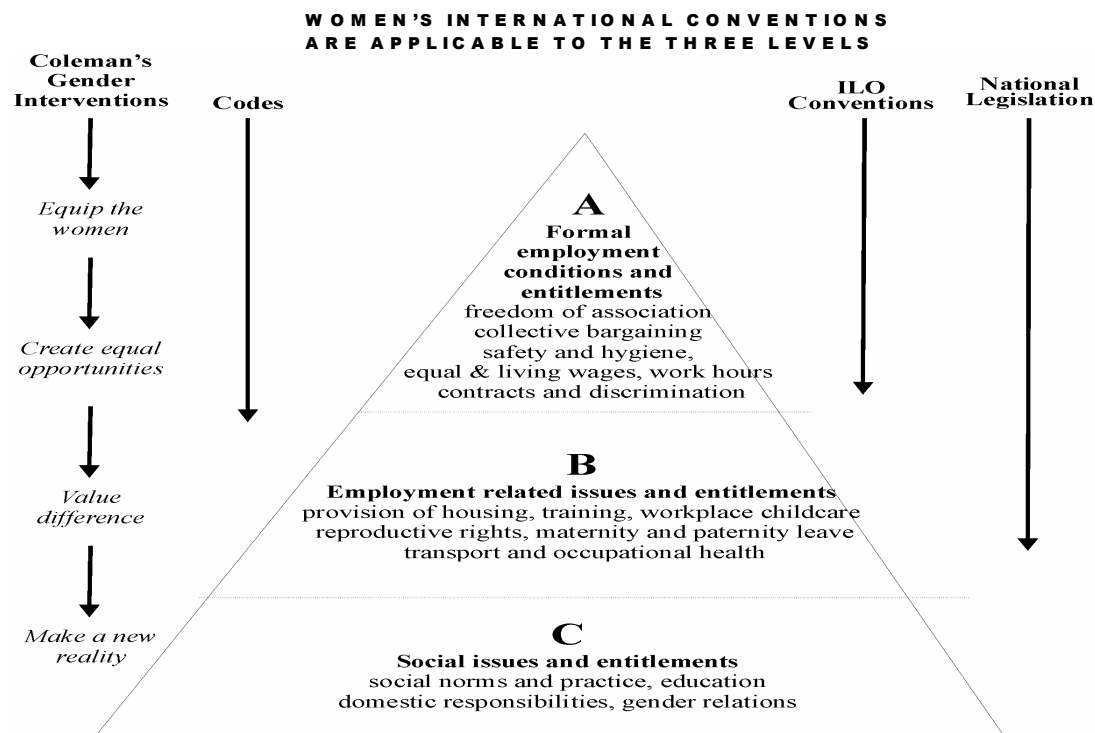 WOMEN'S INTERNATIONAL CONVENTIONS
ARE APPLICABLE TO THE THREE LEVELS
Coleman's
Gender
Interventions
Codes
ILO
Conventions
National
Legislation
Equip the
women
Create equal
opportunities
Value
difference
Make a new
reality
A
Formal
employment
conditions and
entitlements
freedom of association
collective bargaining
safety and hygiene,
equal & living wages, work hours
contracts and discrimination
B
Employment related issues and entitlements
provision of housing, training, workplace childcare
reproductive rights, maternity and paternity leave
transport and occupational health
C
Social issues and entitlements
social norms and practice, education
domestic responsibilities, gender relations